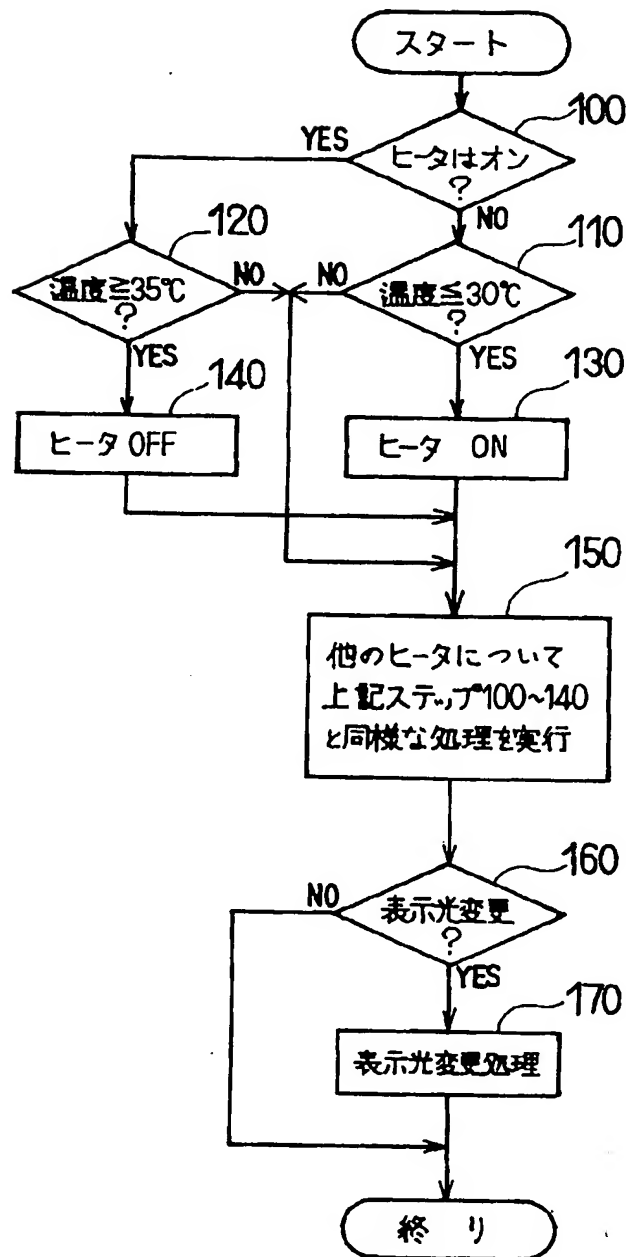 スタート
100
YES
ヒータはオン
?
NO
120
110
温度≧35℃
?
NO
NO
温度≦30℃
?
YES
YES
140
130
ヒータ OFF
ヒータ ON
150
他のヒータについて
上記ステップ100~140
と同様な処理を実行
160
NO
表示光変更
?
YES
170
表示光変更処理
終り